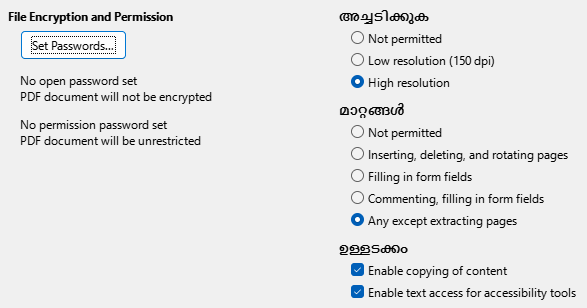 File Encryption and Permission
Set Passwords...
No open password set
PDF document will not be encrypted
No permission password set
PDF document will be unrestricted
അച്ചടിക്കുക
Not permitted
Low resolution (150 dpi)
High resolution
മാറ്റങ്ങൾ
Not permitted
Inserting, deleting, and rotating pages
Filling in form fields
Commenting, filling in form fields
Any except extracting pages
ഉള്ളടക്കം
Enable copying of content
Enable text access for accessibility tools